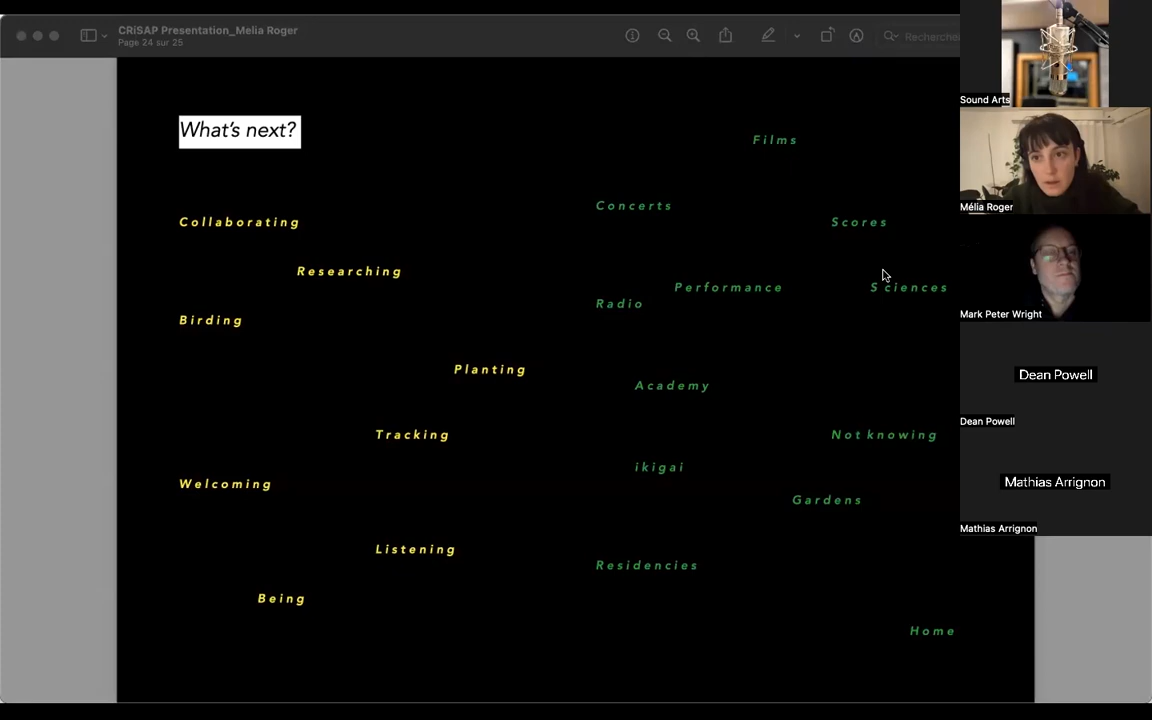 CRiSAP Presentation_Melia Roger
Page 24 sur 25
Recherche
What's next?
Films
Concerts
Scores
Collaborating
Researching
Performance
Sciences
Radio
Birding
Planting
Academy
Tracking
Not knowing
ikigai
Welcoming
Gardens
Listening
Residencies
Being
Home
Sound Arts
Mélia Roger
Mark Peter Wright
Dean Powell
Dean Powell
Mathias Arrignon
Mathias Arrignon